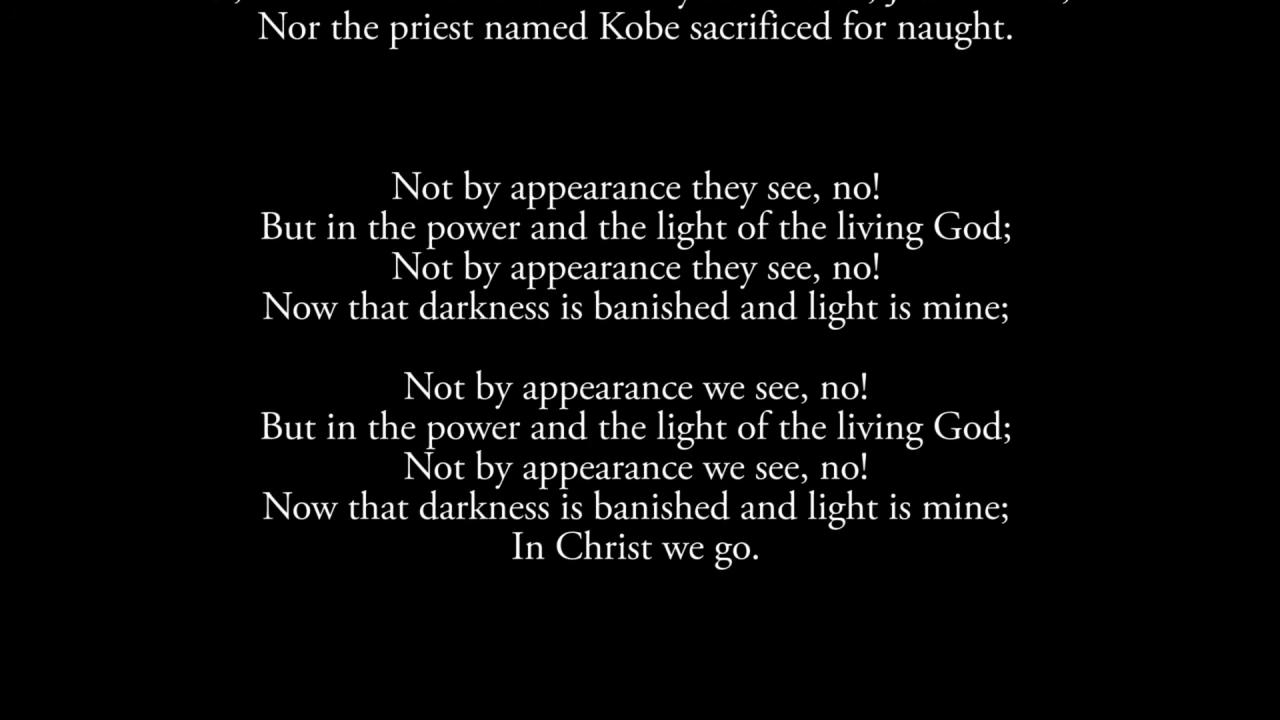 Nor the priest named Kobe sacrificed for naught.
Not by appearance they see, no!
But in the power and the light of the living God;
Not by appearance they see, no!
Now that darkness is banished and light is mine;
Not by appearance we see, no!
But in the power and the light of the living God;
Not by appearance we see, no!
Now that darkness is banished and light is mine;
In Christ we go.